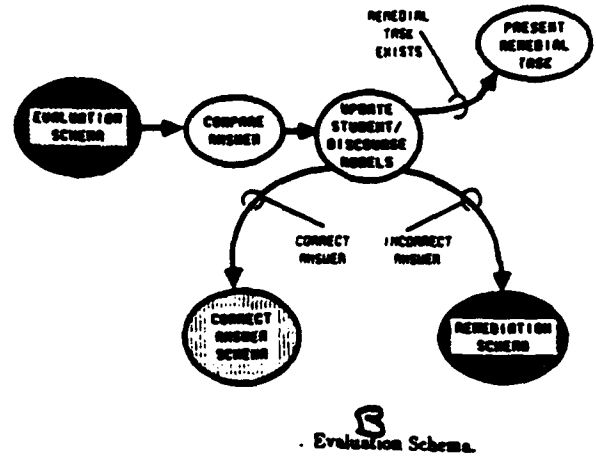 REMEDIAL
TASK
EXISTS
PRESENT
REMEDIAL
TASK
EVALUATION
SCHEMA
COMPARE
ANSWER
UPDATE
STUDENT/
DISCOURSE
MODELS
CORRECT
ANSWER
INCORRECT
ANSWER
CORRECT
ANSWER
SCHEMA
REMEDIATION
SCHEMA
B
. Evaluation Schema.